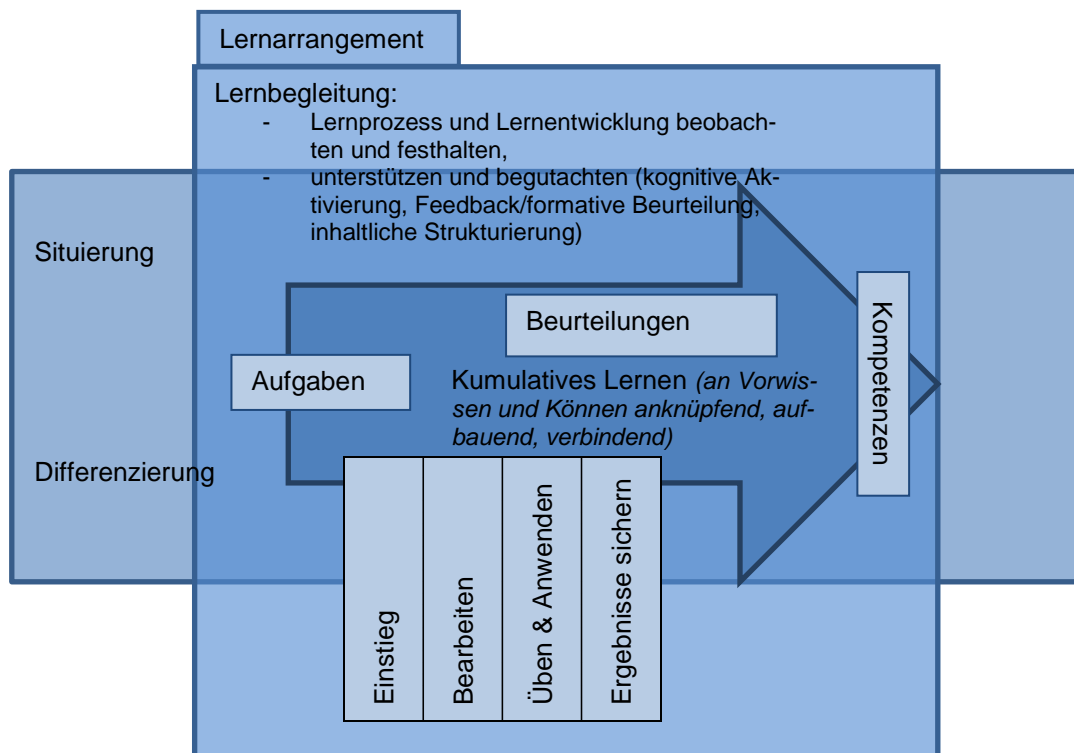 Lernarrangement
Lernbegleitung:
- Lernprozess und Lernentwicklung beobach-
ten und festhalten,
- unterstützen und begutachten (kognitive Ak-
tivierung, Feedback/formative Beurteilung,
inhaltliche Strukturierung)
Situierung
Beurteilungen
Aufgaben
Kumulatives Lernen (an Vorwis-
sen und Können anknüpfend, auf-
bauend, verbindend)
Kompetenzen
Differenzierung
Einstieg
Bearbeiten
Üben & Anwenden
Ergebnisse sichern